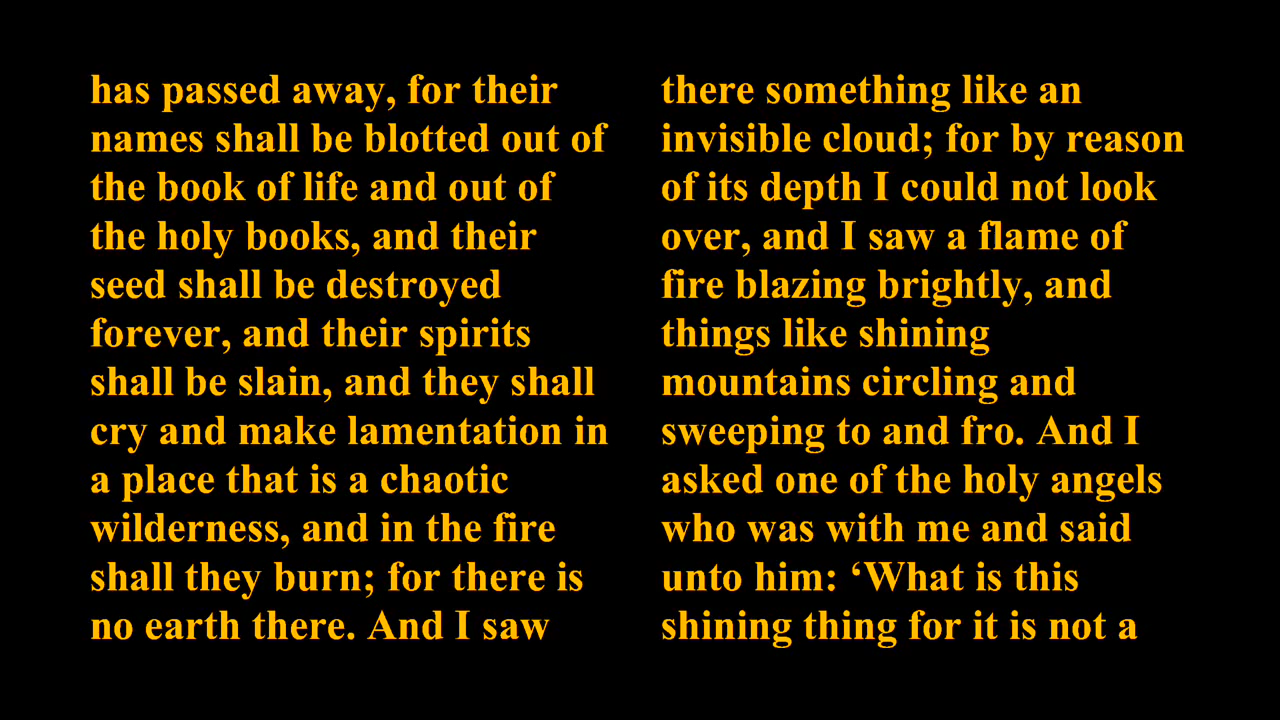 has passed away, for their
names shall be blotted out of
the book of life and out of
the holy books, and their
seed shall be destroyed
forever, and their spirits
shall be slain, and they shall
cry and make lamentation in
a place that is a chaotic
wilderness, and in the fire
shall they burn; for there is
no earth there. And I saw
there something like an
invisible cloud; for by reason
of its depth I could not look
over, and I saw a flame of
fire blazing brightly, and
things like shining
mountains circling and
sweeping to and fro. And I
asked one of the holy angels
who was with me and said
unto him: ‘What is this
shining thing for it is not a